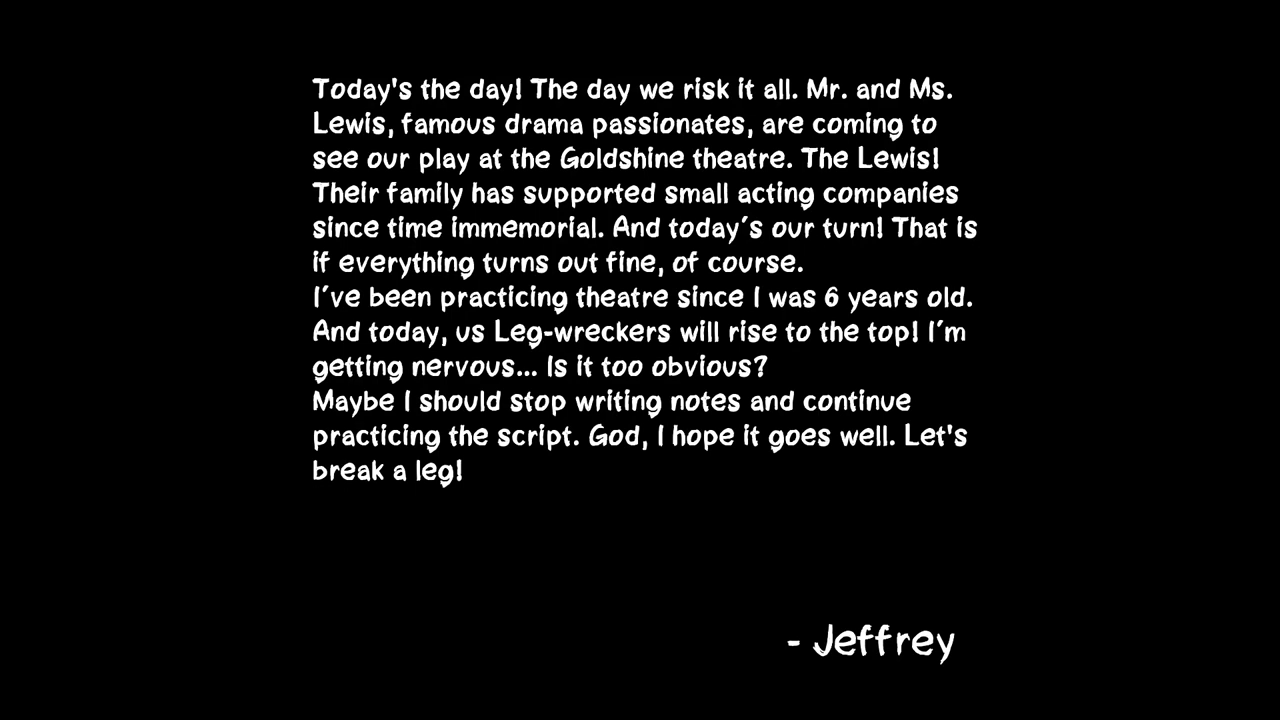 Today's the day! The day we risk it all. Mr. and Ms.
Lewis, famous drama passionates, are coming to
see our play at the Goldshine theatre. The Lewis!
Their family has supported small acting companies
since time immemorial. And today´s our turn! That is
if everything turns out fine, of course.
I´ve been practicing theatre since I was 6 years old.
And today, us Leg-wreckers will rise to the top! I´m
getting nervous... Is it too obvious?
Maybe I should stop writing notes and continue
practicing the script. God, I hope it goes well. Let's
break a leg!
- Jeffrey